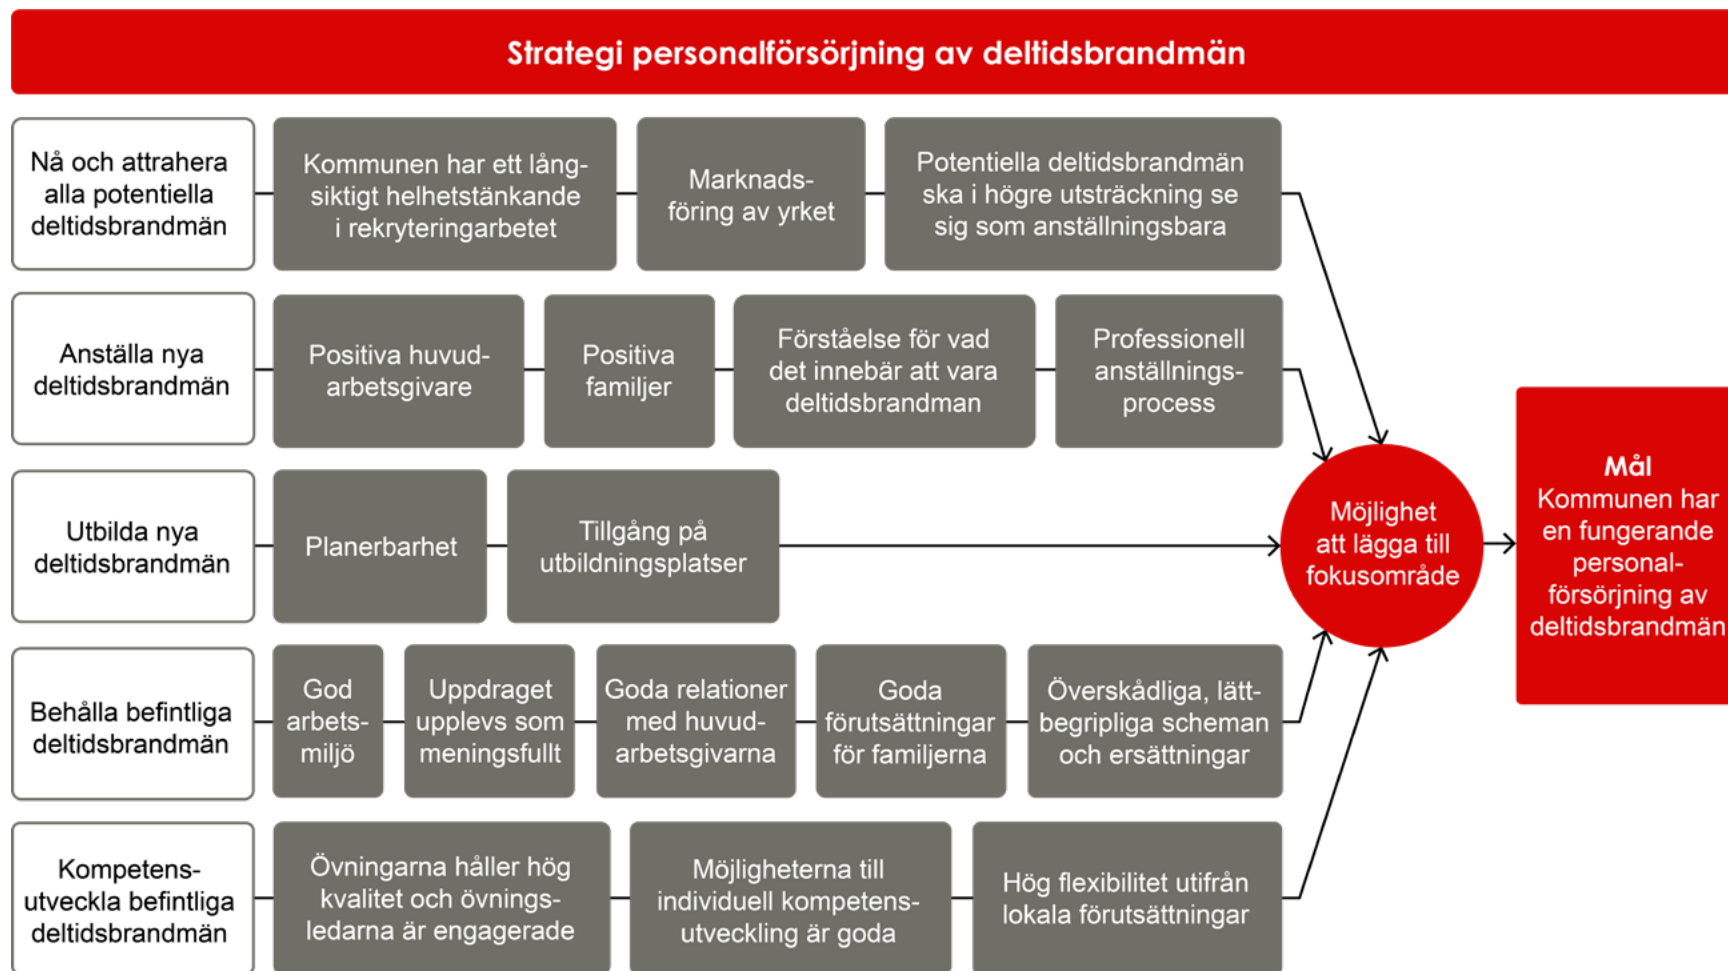 Strategi personalförsörjning av deltidsbrandmän
Nå och attrahera
alla potentiella
deltidsbrandmän
Kommunen har ett lång-
siktigt helhetstänkande
i rekryteringarbetet
Marknads-
föring av yrket
Potentiella deltidsbrandmän
ska i högre utsträckning se
sig som anställningsbara
Anställa nya
deltidsbrandmän
Positiva huvud-
arbetsgivare
Positiva
familjer
Förståelse för vad
det innebär att vara
deltidsbrandman
Professionell
anställnings-
process
Utbilda nya
deltidsbrandmän
Planerbarhet
Tillgång på
utbildningsplatser
Behålla befintliga
deltidsbrandmän
God
arbets-
miljö
Uppdraget
upplevs som
meningsfullt
Goda relationer
med huvud-
arbetsgivarna
Goda
förutsättningar
för familjerna
Överskådliga, lätt-
begripliga scheman
och ersättningar
Kompetens-
utveckla befintliga
deltidsbrandmän
Övningarna håller hög
kvalitet och övnings-
ledarna är engagerade
Möjligheterna till
individuell kompetens-
utveckling är goda
Hög flexibilitet utifrån
lokala förutsättningar
Möjlighet
att lägga till
fokusområde
Mål
Kommunen har
en fungerande
personal-
försörjning av
deltidsbrandmän